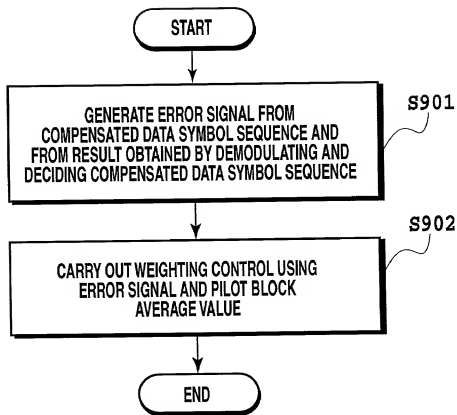 START
GENERATE ERROR SIGNAL FROM
COMPENSATED DATA SYMBOL SEQUENCE AND
FROM RESULT OBTAINED BY DEMODULATING AND
DECIDING COMPENSATED DATA SYMBOL SEQUENCE
S901
CARRY OUT WEIGHTING CONTROL USING
ERROR SIGNAL AND PILOT BLOCK
AVERAGE VALUE
S902
END